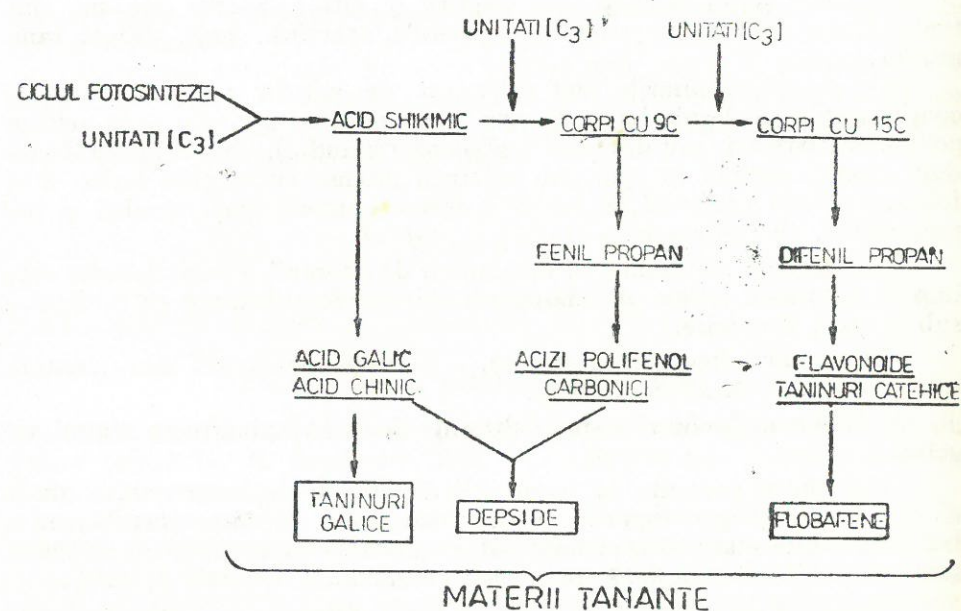 UNITATI [C3]
UNITATI [C3]
CICLUL FOTOSINTEZEI
UNITATI [C3]
ACID SHIKIMIC
CORPI CU 9C
CORPI CU 15C
FENIL PROPAN
DIFENIL PROPAN
ACID GALIC
ACID CHINIC.
ACIZI POLIFENOL
CARBONICI
FLAVONOIDE
TANINURI CATEHICE
TANINURI
GALICE
DEPSIDE
FLOBAFENE
MATERII TANANTE